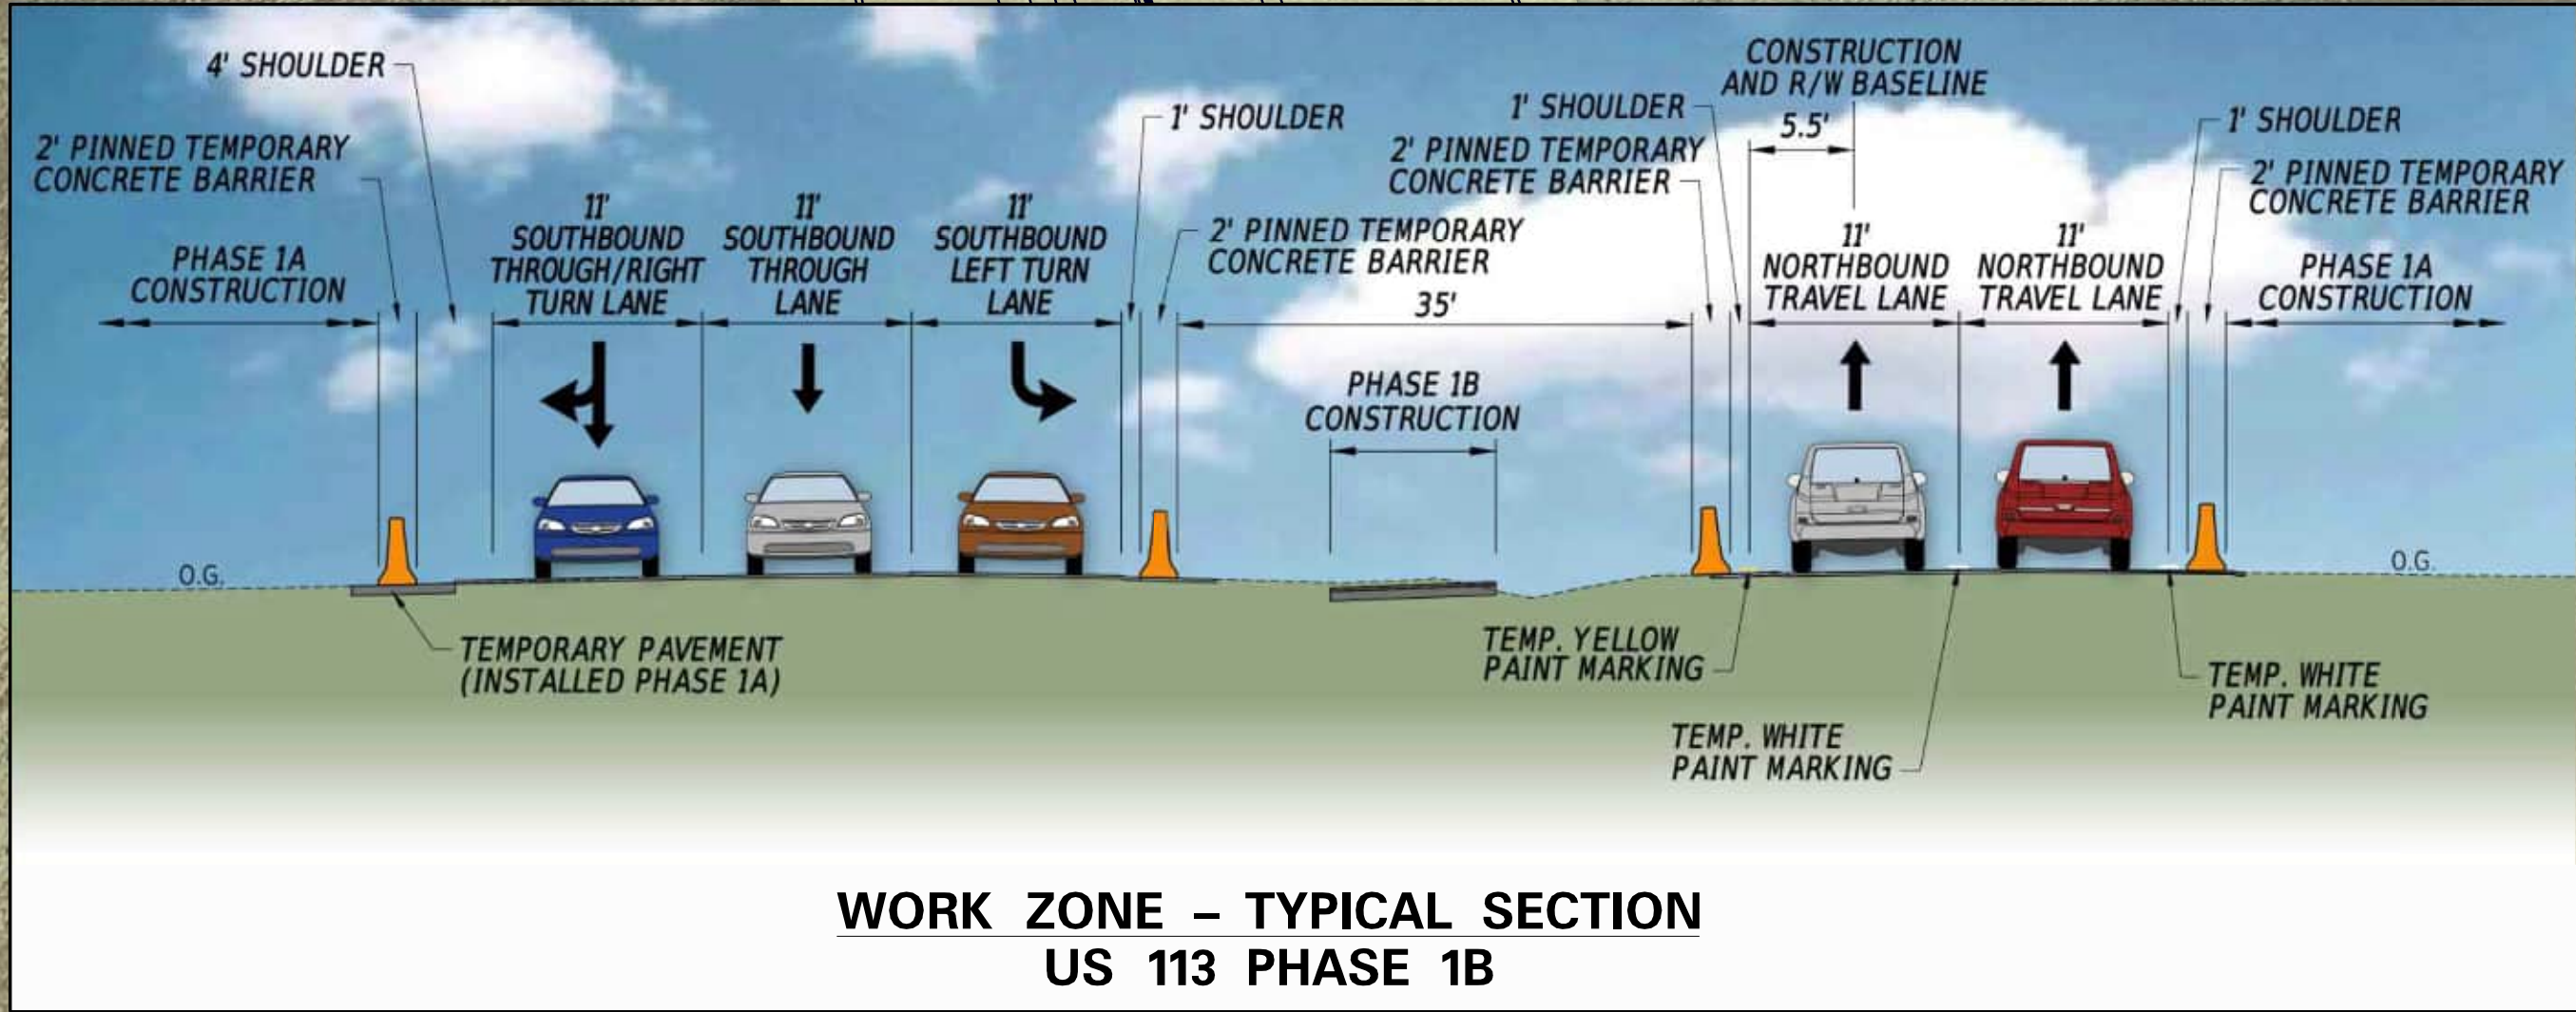 4' SHOULDER
2' PINNED TEMPORARY
CONCRETE BARRIER
PHASE 1A
CONSTRUCTION
11'
SOUTHBOUND
THROUGH/RIGHT
TURN LANE
11'
SOUTHBOUND
THROUGH
LANE
11'
SOUTHBOUND
LEFT TURN
LANE
1' SHOULDER
2' PINNED TEMPORARY
CONCRETE BARRIER
35'
PHASE 1B
CONSTRUCTION
1' SHOULDER
2' PINNED TEMPORARY
CONCRETE BARRIER
CONSTRUCTION
AND R/W BASELINE
5.5'
11'
NORTHBOUND
TRAVEL LANE
11'
NORTHBOUND
TRAVEL LANE
1' SHOULDER
2' PINNED TEMPORARY
CONCRETE BARRIER
PHASE 1A
CONSTRUCTION
O.G.
O.G.
TEMPORARY PAVEMENT
(INSTALLED PHASE 1A)
TEMP. YELLOW
PAINT MARKING
TEMP. WHITE
PAINT MARKING
TEMP. WHITE
PAINT MARKING
WORK ZONE – TYPICAL SECTION
US 113 PHASE 1B